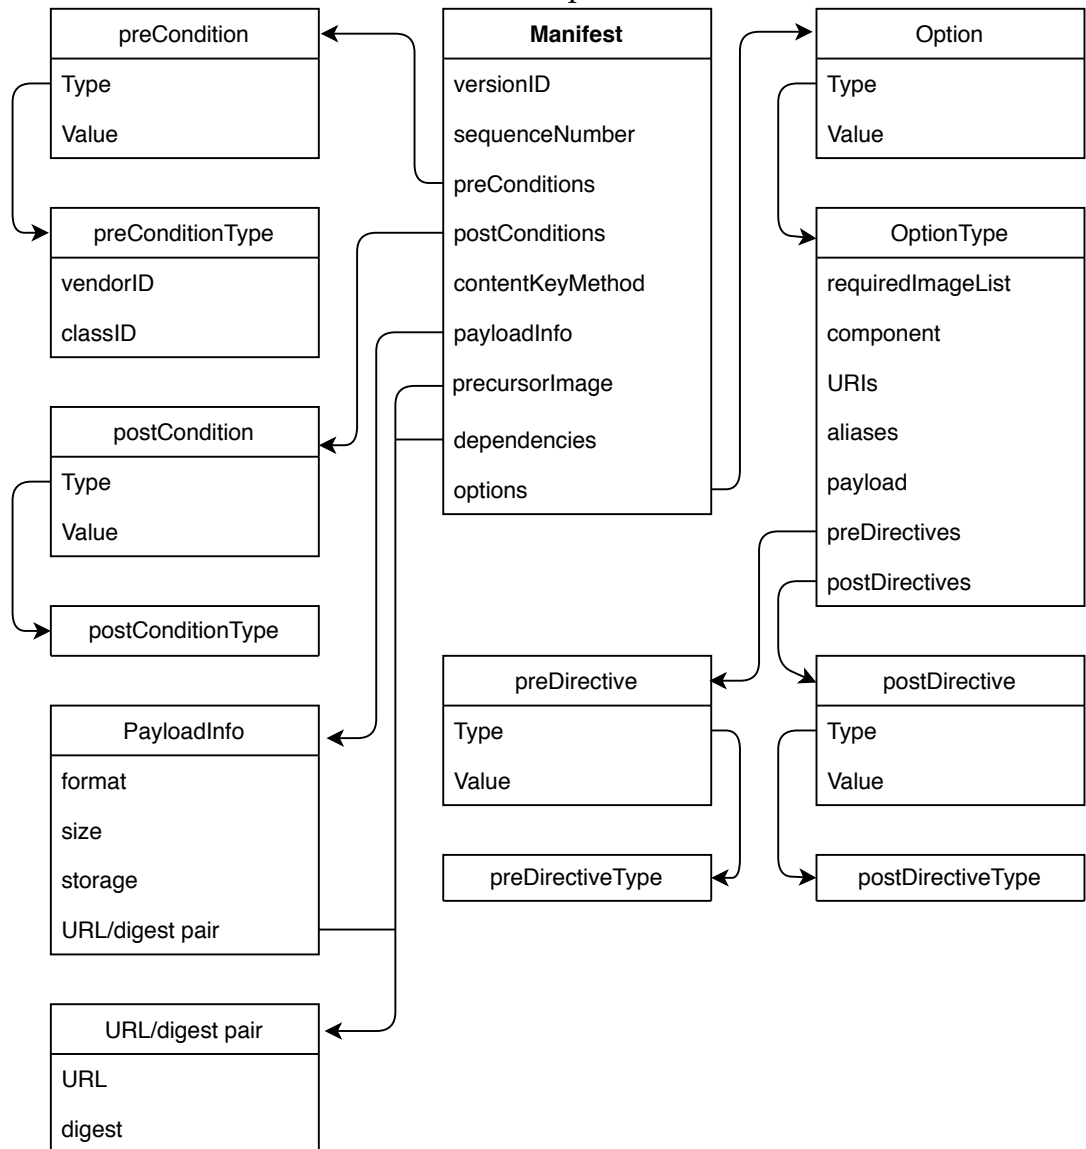 preCondition
Type
Value
preConditionType
vendorID
classID
postCondition
Type
Value
postConditionType
PayloadInfo
format
size
storage
URL/digest pair
URL/digest pair
URL
digest
Manifest
versionID
sequenceNumber
preConditions
postConditions
contentKeyMethod
payloadInfo
precursorImage
dependencies
options
preDirective
Type
Value
preDirectiveType
Option
Type
Value
OptionType
requiredImageList
component
URIs
aliases
payload
preDirectives
postDirectives
postDirective
Type
Value
postDirectiveType